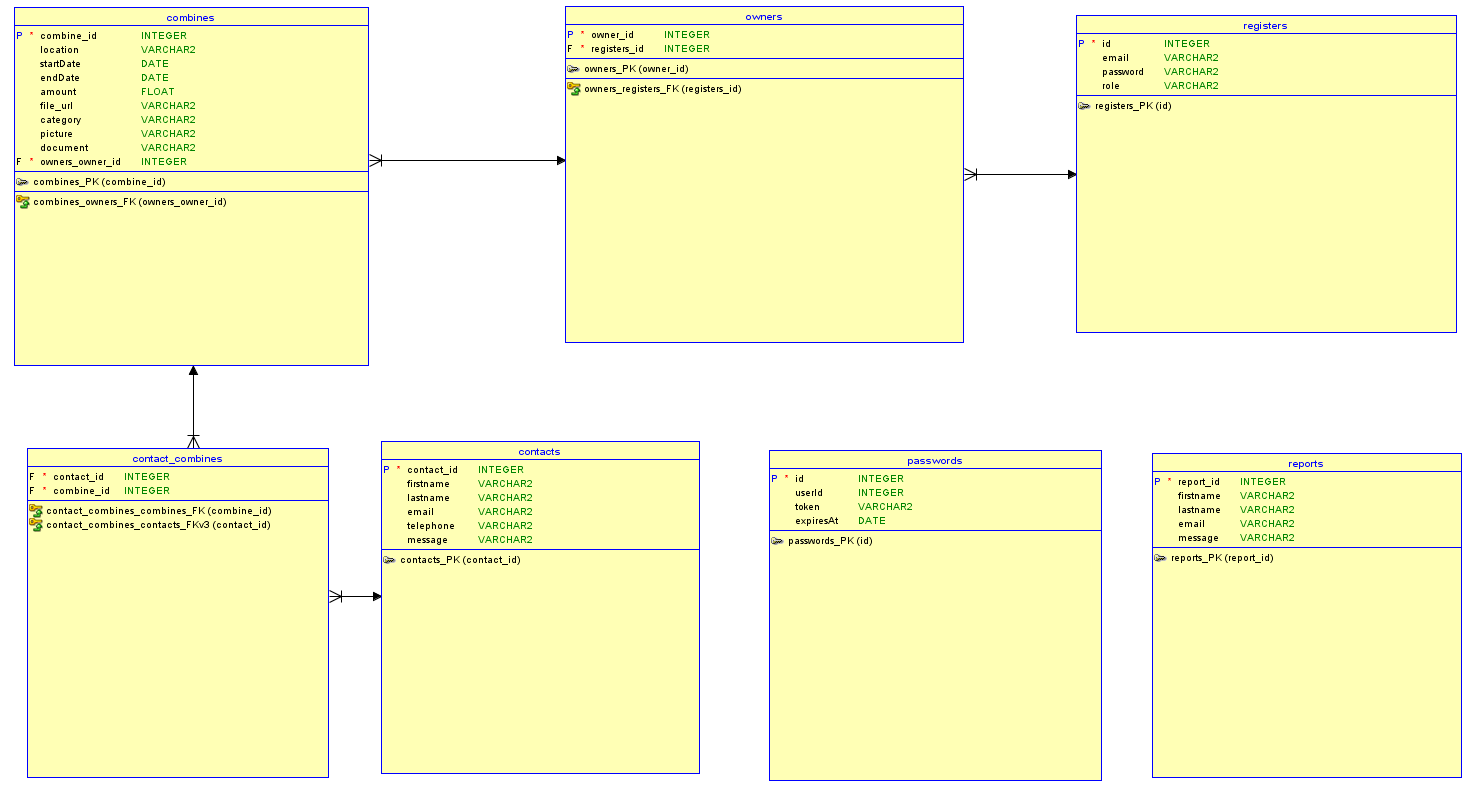 combines
P * combine_id INTEGER
location VARCHAR2
startDate DATE
endDate DATE
amount FLOAT
file_url VARCHAR2
category VARCHAR2
picture VARCHAR2
document VARCHAR2
F * owners_owner_id INTEGER
combines_PK (combine_id)
combines_owners_FK (owners_owner_id)
owners
P * owner_id INTEGER
F * registers_id INTEGER
owners_PK (owner_id)
owners_registers_FK (registers_id)
registers
P * id INTEGER
email VARCHAR2
password VARCHAR2
role VARCHAR2
registers_PK (id)
contact_combines
F * contact_id INTEGER
F * combine_id INTEGER
contact_combines_combines_FK (combine_id)
contact_combines_contacts_FKv3 (contact_id)
contacts
P * contact_id INTEGER
firstname VARCHAR2
lastname VARCHAR2
email VARCHAR2
telephone VARCHAR2
message VARCHAR2
contacts_PK (contact_id)
passwords
P * id INTEGER
userId INTEGER
token VARCHAR2
expiresAt DATE
passwords_PK (id)
reports
P * report_id INTEGER
firstname VARCHAR2
lastname VARCHAR2
email VARCHAR2
message VARCHAR2
reports_PK (report_id)